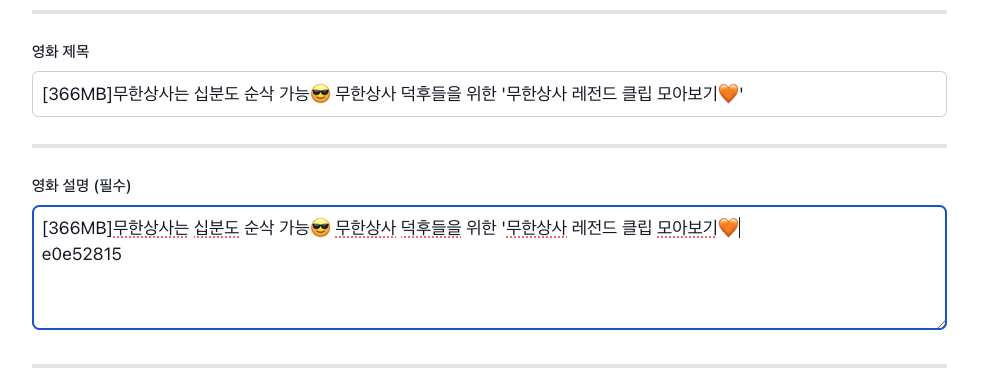 영화 제목
[366MB]무한상사는 십분도 순삭 가능😎 무한상사 덕후들을 위한 '무한상사 레전드 클립 모아보기🧡'
영화 설명 (필수)
[366MB]무한상사는 십분도 순삭 가능😎 무한상사 덕후들을 위한 '무한상사 레전드 클립 모아보기🧡
e0e52815